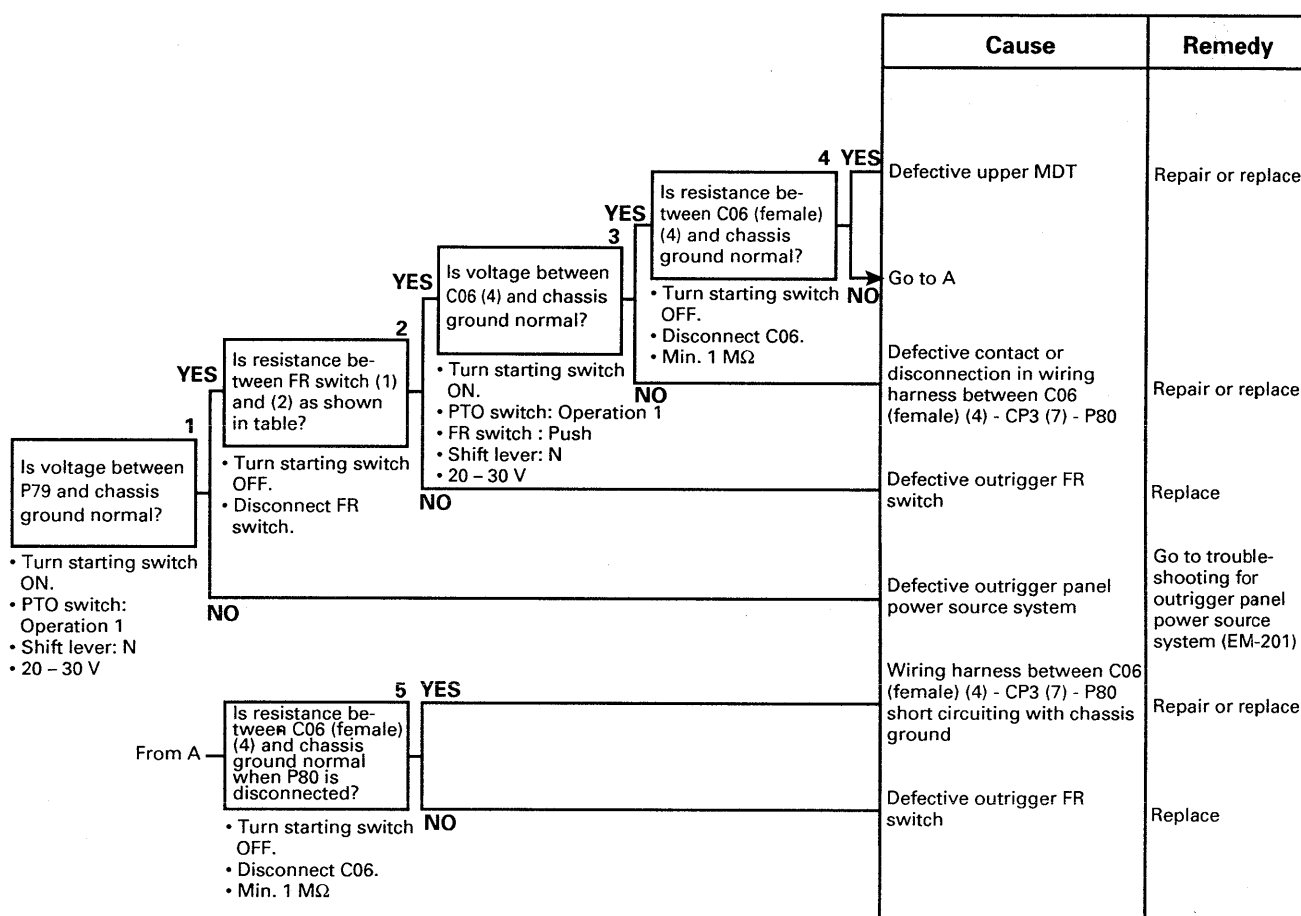 Cause
Remedy
4 YES
Defective upper MDT
Repair or replace
Is resistance be-
tween C06 (female)
(4) and chassis
ground normal?
YES
3
Go to A
NO
• Turn starting switch
OFF.
• Disconnect C06.
• Min. 1 MΩ
Is voltage between
C06 (4) and chassis
ground normal?
YES
2
• Turn starting switch
ON.
• PTO switch: Operation 1
• FR switch : Push
• Shift lever: N
• 20 – 30 V
NO
Defective contact or
disconnection in wiring
harness between C06
(female) (4) - CP3 (7) - P80
Repair or replace
Is resistance be-
tween FR switch (1)
and (2) as shown
in table?
YES
1
• Turn starting switch
OFF.
• Disconnect FR
switch.
NO
Defective outrigger FR
switch
Replace
Is voltage between
P79 and chassis
ground normal?
• Turn starting switch
ON.
• PTO switch:
Operation 1
• Shift lever: N
• 20 – 30 V
NO
Defective outrigger panel
power source system
Go to trouble-
shooting for
outrigger panel
power source
system (EM-201)
5 YES
Wiring harness between C06
(female) (4) - CP3 (7) - P80
short circuiting with chassis
ground
Repair or replace
From A
Is resistance be-
tween C06 (female)
(4) and chassis
ground normal
when P80 is
disconnected?
NO
Defective outrigger FR
switch
Replace
• Turn starting switch
OFF.
• Disconnect C06.
• Min. 1 MΩ